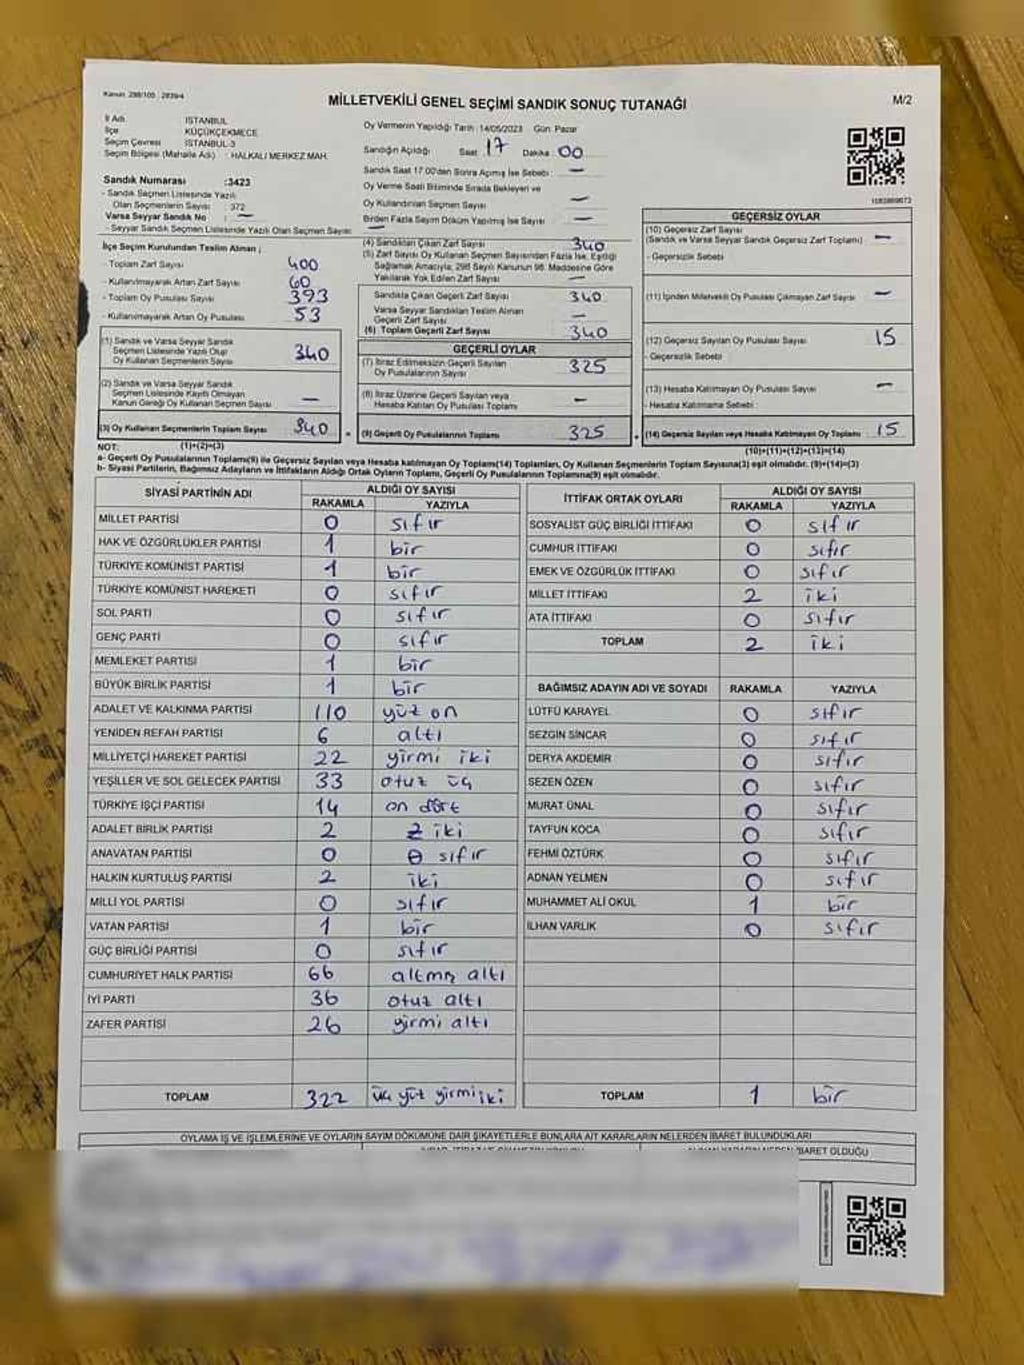 Kanun: 298/105 : 2839/4
MİLLETVEKİLİ GENEL SEÇİMİ SANDIK SONUÇ TUTANAĞI
M/2
İl Adı İSTANBUL
İlçe KÜÇÜKÇEKMECE
Seçim Çevresi İSTANBUL-3
Seçim Bölgesi (Mahalle Adı) : HALKALI MERKEZ MAH.
Sandık Numarası :3423
- Sandık Seçmen Listesinde Yazılı
Olan Seçmenlerin Sayısı : 372
Varsa Seyyar Sandık No : —
- Seyyar Sandık Seçmen Listesinde Yazılı Olan Seçmen Sayısı : —
Oy Vermenin Yapıldığı Tarih :14/05/2023 Gün: Pazar
Sandığın Açıldığı Saat 17 Dakika 00
Sandık Saat 17.00'den Sonra Açılmış İse Sebebi : —
Oy Verme Saati Bitiminde Sırada Bekleyen ve
Oy Kullandırılan Seçmen Sayısı —
Birden Fazla Sayım Döküm Yapılmış İse Sayısı —
İlçe Seçim Kurulundan Teslim Alınan ;
- Toplam Zarf Sayısı 400
- Kullanılmayarak Artan Zarf Sayısı 60
- Toplam Oy Pusulası Sayısı 393
- Kullanılmayarak Artan Oy Pusulası 53
(1) Sandık ve Varsa Seyyar Sandık
Seçmen Listesinde Yazılı Olup
Oy Kullanan Seçmenlerin Sayısı 340
(2) Sandık ve Varsa Seyyar Sandık
Seçmen Listesinde Kayıtlı Olmayan
Kanun Gereği Oy Kullanan Seçmen Sayısı —
(3) Oy Kullanan Seçmenlerin Toplam Sayısı 340
(1)+(2)=(3)
(4) Sandıktan Çıkan Zarf Sayısı 340
(5) Zarf Sayısı Oy Kullanan Seçmen Sayısından Fazla İse, Eşitliği
Sağlamak Amacıyla, 298 Sayılı Kanunun 98. Maddesine Göre
Yakılarak Yok Edilen Zarf Sayısı —
Sandıkta Çıkan Geçerli Zarf Sayısı 340
Varsa Seyyar Sandıktan Teslim Alınan
Geçerli Zarf Sayısı —
(6) Toplam Geçerli Zarf Sayısı 340
GEÇERLİ OYLAR
(7) İtiraz Edilmeksizin Geçerli Sayılan
Oy Pusulalarının Sayısı 325
(8) İtiraz Üzerine Geçerli Sayılan veya
Hesaba Katılan Oy Pusulası Toplamı —
(9) Geçerli Oy Pusulalarının Toplamı 325
GEÇERSİZ OYLAR
(10) Geçersiz Zarf Sayısı
(Sandık ve Varsa Seyyar Sandık Geçersiz Zarf Toplamı) —
- Geçersizlik Sebebi
(11) İçinden Milletvekili Oy Pusulası Çıkmayan Zarf Sayısı —
(12) Geçersiz Sayılan Oy Pusulası Sayısı 15
- Geçersizlik Sebebi
(13) Hesaba Katılmayan Oy Pusulası Sayısı —
- Hesaba Katılmama Sebebi
(14) Geçersiz Sayılan veya Hesaba Katılmayan Oy Toplamı 15
(10)+(11)+(12)+(13)=(14)
NOT:
a- Geçerli Oy Pusulalarının Toplamı(9) ile Geçersiz Sayılan veya Hesaba katılmayan Oy Toplamı(14) Toplamları, Oy Kullanan Seçmenlerin Toplam Sayısına(3) eşit olmalıdır. (9)+(14)=(3)
b- Siyasi Partilerin, Bağımsız Adayların ve İttifakların Aldığı Ortak Oyların Toplamı, Geçerli Oy Pusulalarının Toplamına(9) eşit olmalıdır.
SİYASİ PARTİNİN ADI ALDIĞI OY SAYISI
RAKAMLA YAZIYLA
MİLLET PARTİSİ 0 sıfır
HAK VE ÖZGÜRLÜKLER PARTİSİ 1 bir
TÜRKİYE KOMÜNİST PARTİSİ 1 bir
TÜRKİYE KOMÜNİST HAREKETİ 0 sıfır
SOL PARTİ 0 sıfır
GENÇ PARTİ 0 sıfır
MEMLEKET PARTİSİ 1 bir
BÜYÜK BİRLİK PARTİSİ 1 bir
ADALET VE KALKINMA PARTİSİ 110 yüz on
YENİDEN REFAH PARTİSİ 6 altı
MİLLİYETÇİ HAREKET PARTİSİ 22 yirmi iki
YEŞİLLER VE SOL GELECEK PARTİSİ 33 otuz üç
TÜRKİYE İŞÇİ PARTİSİ 14 on dört
ADALET BİRLİK PARTİSİ 2 2 iki
ANAVATAN PARTİSİ 0 0 sıfır
HALKIN KURTULUŞ PARTİSİ 2 iki
MİLLİ YOL PARTİSİ 0 sıfır
VATAN PARTİSİ 1 bir
GÜÇ BİRLİĞİ PARTİSİ 0 sıfır
CUMHURİYET HALK PARTİSİ 66 altmış altı
İYİ PARTİ 36 otuz altı
ZAFER PARTİSİ 26 yirmi altı
TOPLAM 322 üç yüz yirmi iki
İTTİFAK ORTAK OYLARI ALDIĞI OY SAYISI
RAKAMLA YAZIYLA
SOSYALİST GÜÇ BİRLİĞİ İTTİFAKI 0 sıfır
CUMHUR İTTİFAKI 0 sıfır
EMEK VE ÖZGÜRLÜK İTTİFAKI 0 sıfır
MİLLET İTTİFAKI 2 iki
ATA İTTİFAKI 0 sıfır
TOPLAM 2 iki
BAĞIMSIZ ADAYIN ADI VE SOYADI RAKAMLA YAZIYLA
LÜTFÜ KARAYEL 0 sıfır
SEZGİN SİNCAR 0 sıfır
DERYA AKDEMİR 0 sıfır
SEZEN ÖZEN 0 sıfır
MURAT ÜNAL 0 sıfır
TAYFUN KOCA 0 sıfır
FEHMİ ÖZTÜRK 0 sıfır
ADNAN YELMEN 0 sıfır
MUHAMMET ALİ OKUL 1 bir
İLHAN VARLIK 0 sıfır
TOPLAM 1 bir
OYLAMA İŞ VE İŞLEMLERİNE VE OYLARIN SAYIM DÖKÜMÜNE DAİR ŞİKAYETLERLE BUNLARA AİT KARARLARIN NELERDEN İBARET BULUNDUKLARI
İBARET OLDUĞU